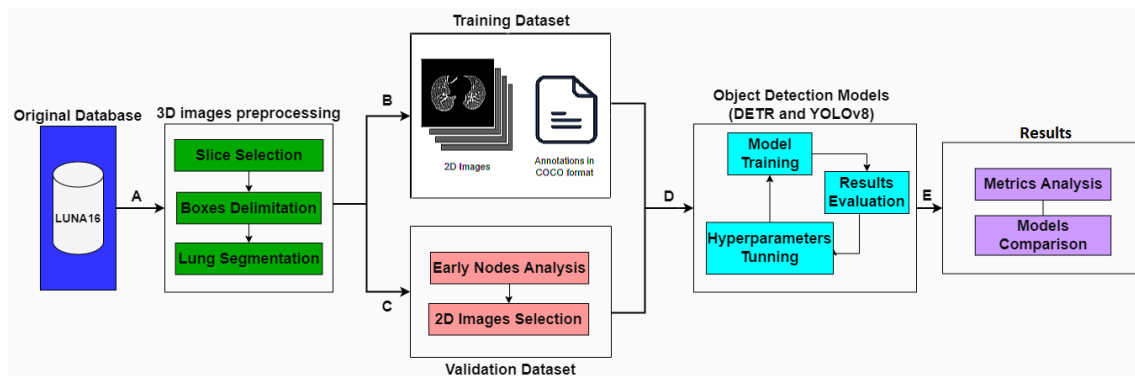 Original Database
LUNA16
A
3D images preprocessing
Slice Selection
Boxes Delimitation
Lung Segmentation
B
C
Training Dataset
2D Images
Annotations in
COCO format
Early Nodes Analysis
2D Images Selection
Validation Dataset
D
Object Detection Models
(DETR and YOLOv8)
Model
Training
Results
Evaluation
Hyperparameters
Tunning
E
Results
Metrics Analysis
Models
Comparison